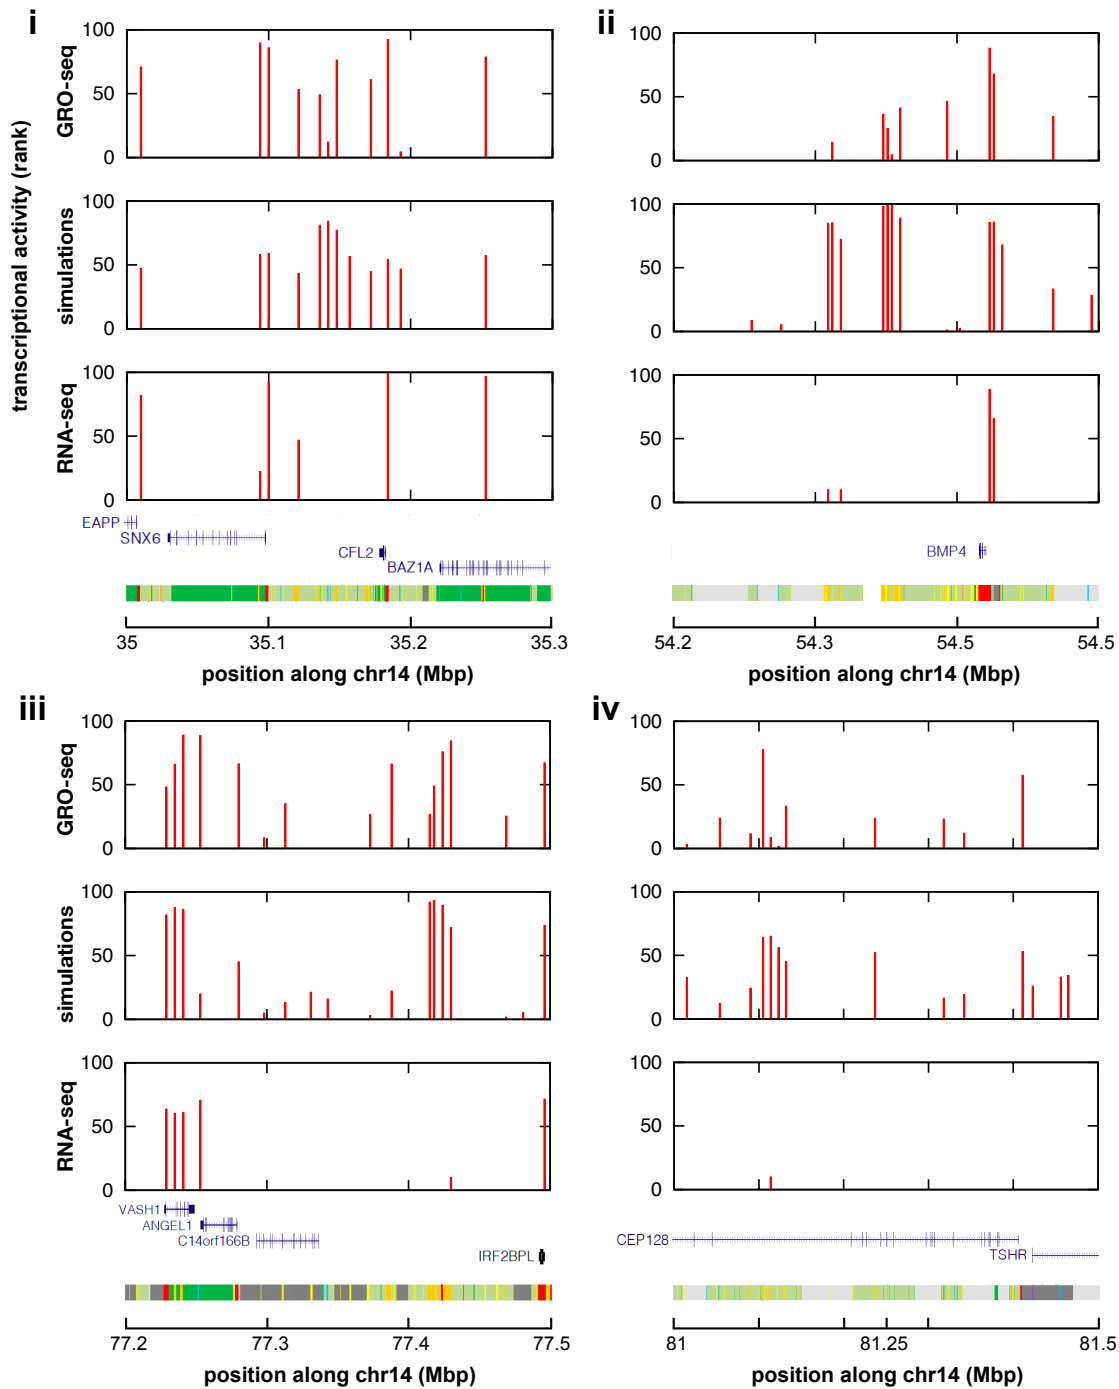 i
100
50
0
GRO-seq
100
50
0
simulations
100
50
0
RNA-seq
transcriptional activity (rank)
EAPP
SNX6
CFL2
BAZ1A
35
35.1
35.2
35.3
position along chr14 (Mbp)
ii
100
50
0
100
50
0
100
50
0
BMP4
54.2
54.3
54.5
54.5
position along chr14 (Mbp)
iii
100
50
0
GRO-seq
100
50
0
simulations
100
50
0
RNA-seq
VASH1
ANGEL1
C14orf166B
IRF2BPL
77.2
77.3
77.4
77.5
position along chr14 (Mbp)
iv
100
50
0
100
50
0
100
50
0
CEP128
TSHR
81
81.25
81.5
position along chr14 (Mbp)